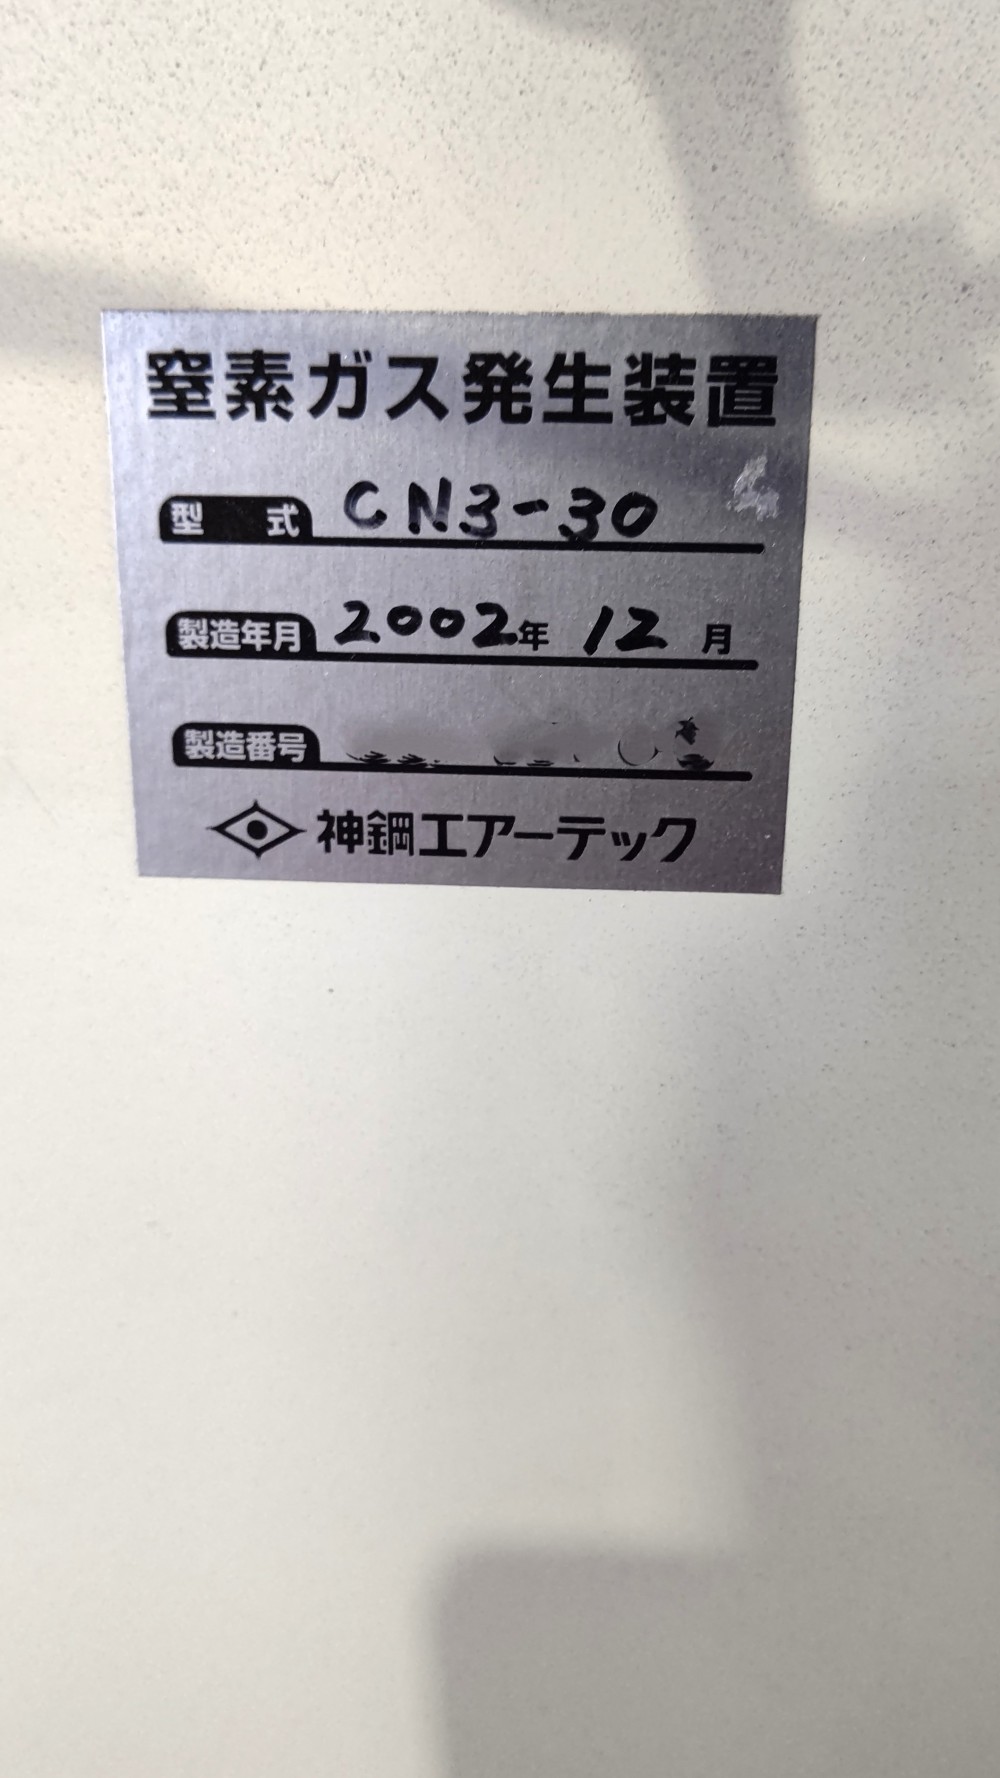 窒素ガス発生装置
型式 CN3-30
製造年月 2002年 12月
製造番号
神鋼エアーテック